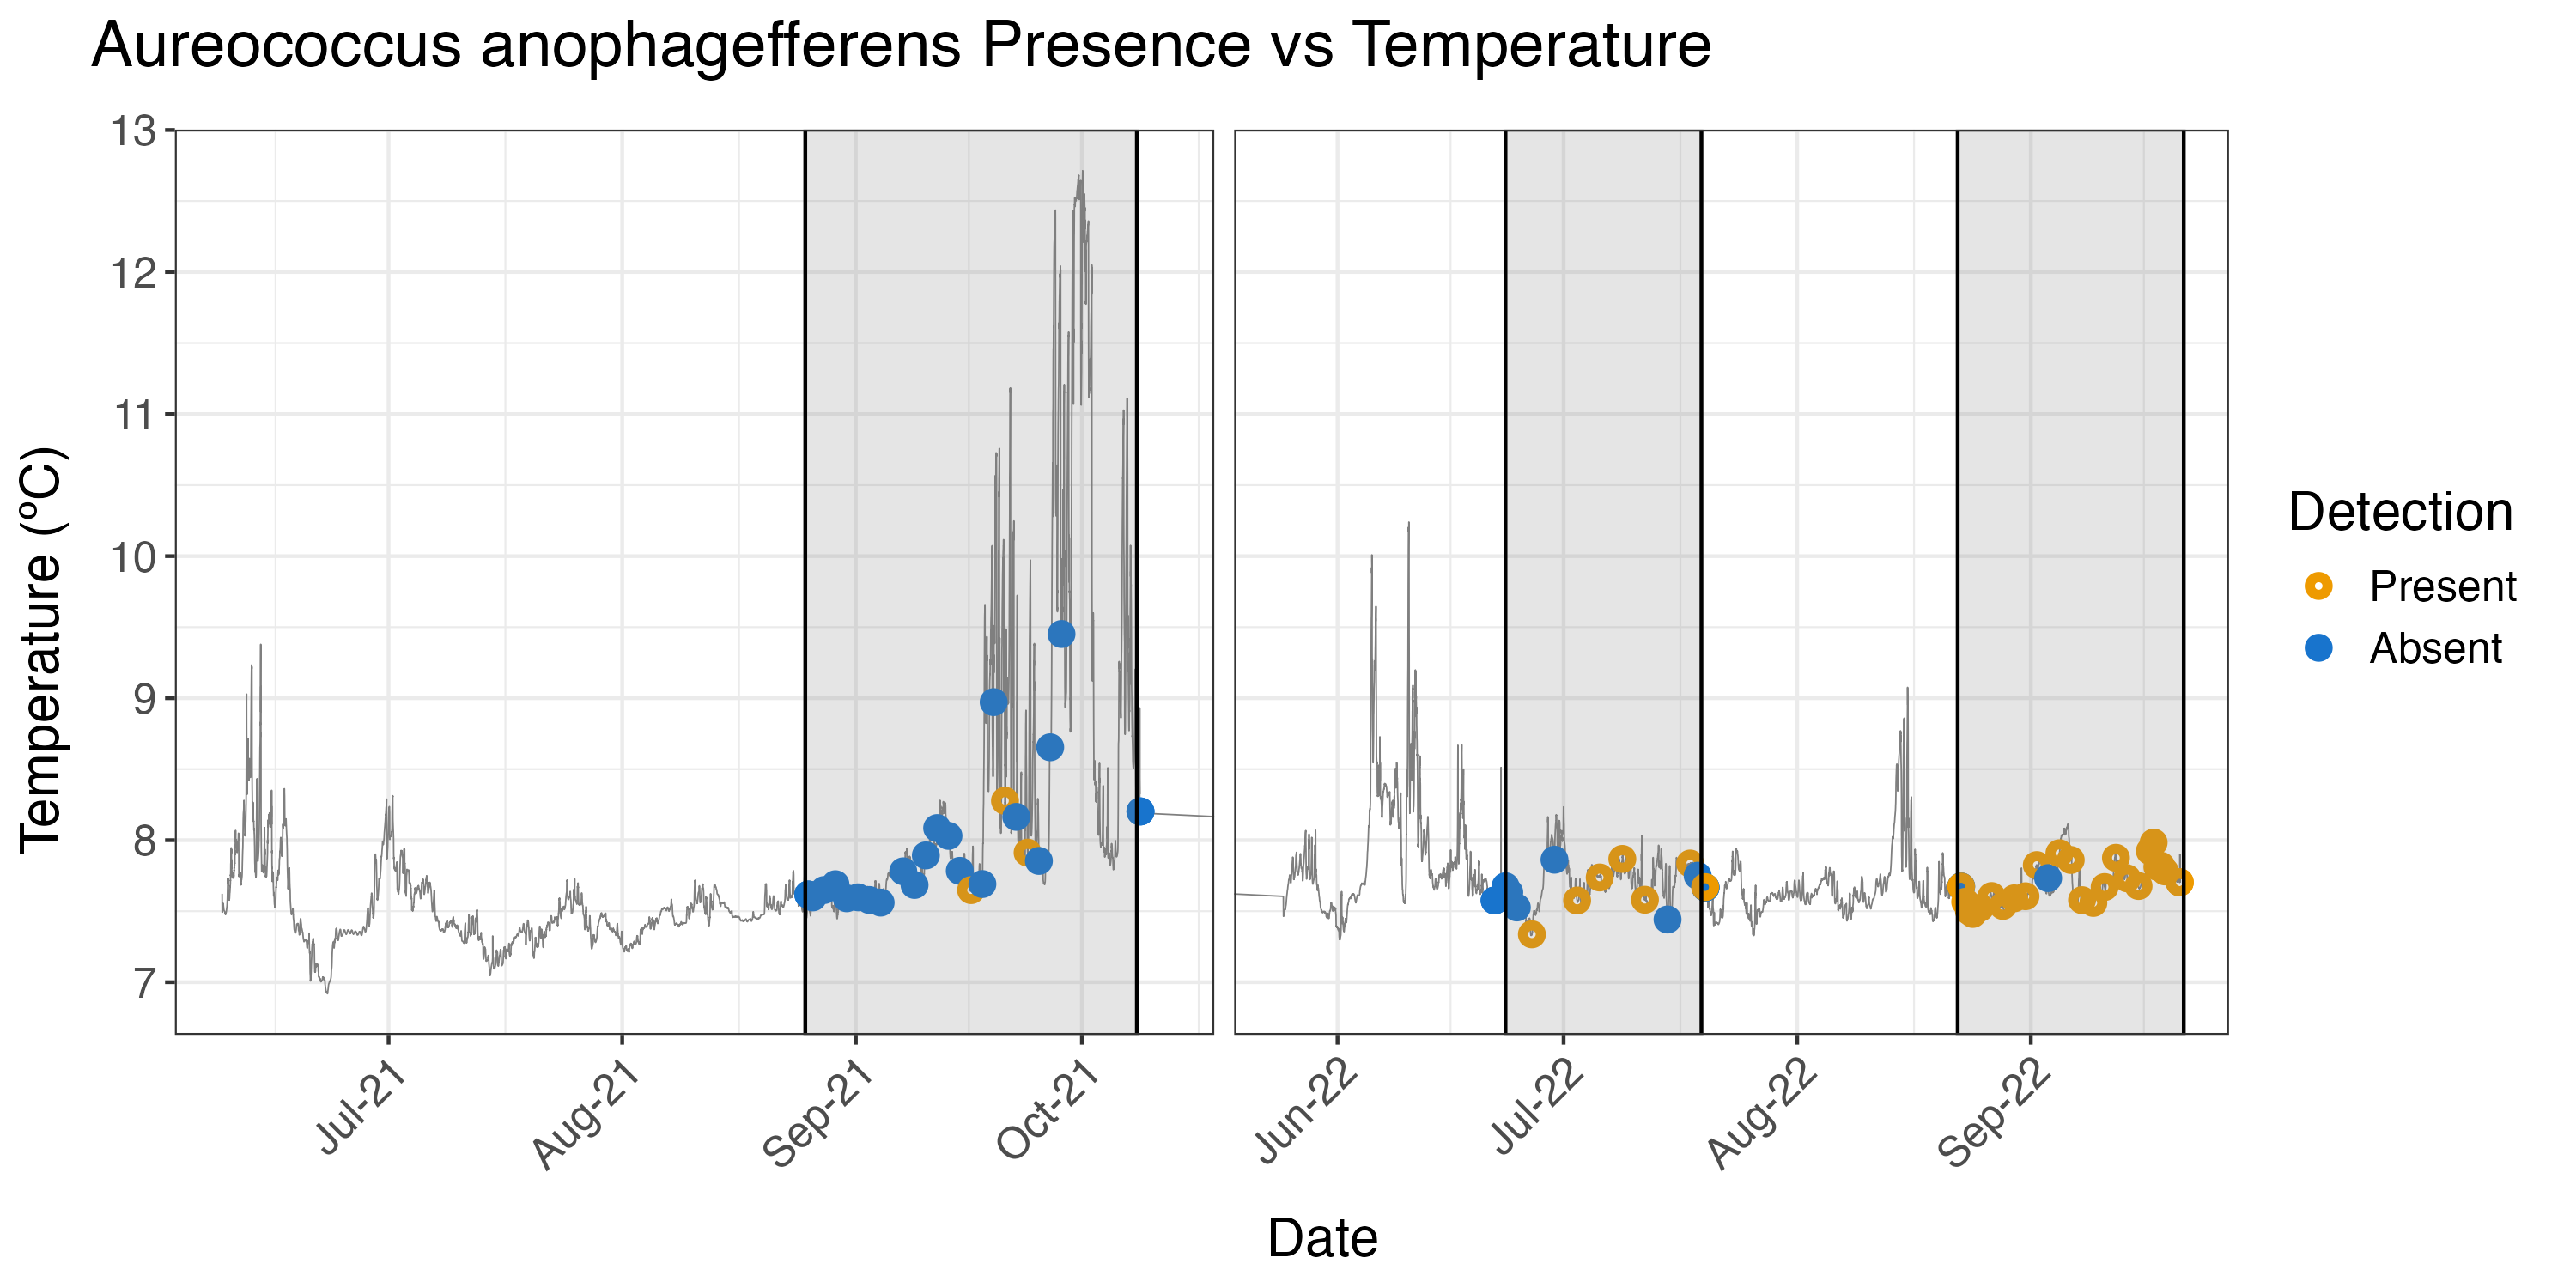 Aureococcus anophagefferens Presence vs Temperature
Temperature (ºC)
13
12
11
10
9
8
7
Jul-21
Aug-21
Sep-21
Oct-21
Jun-22
Jul-22
Aug-22
Sep-22
Date
Detection
Present
Absent